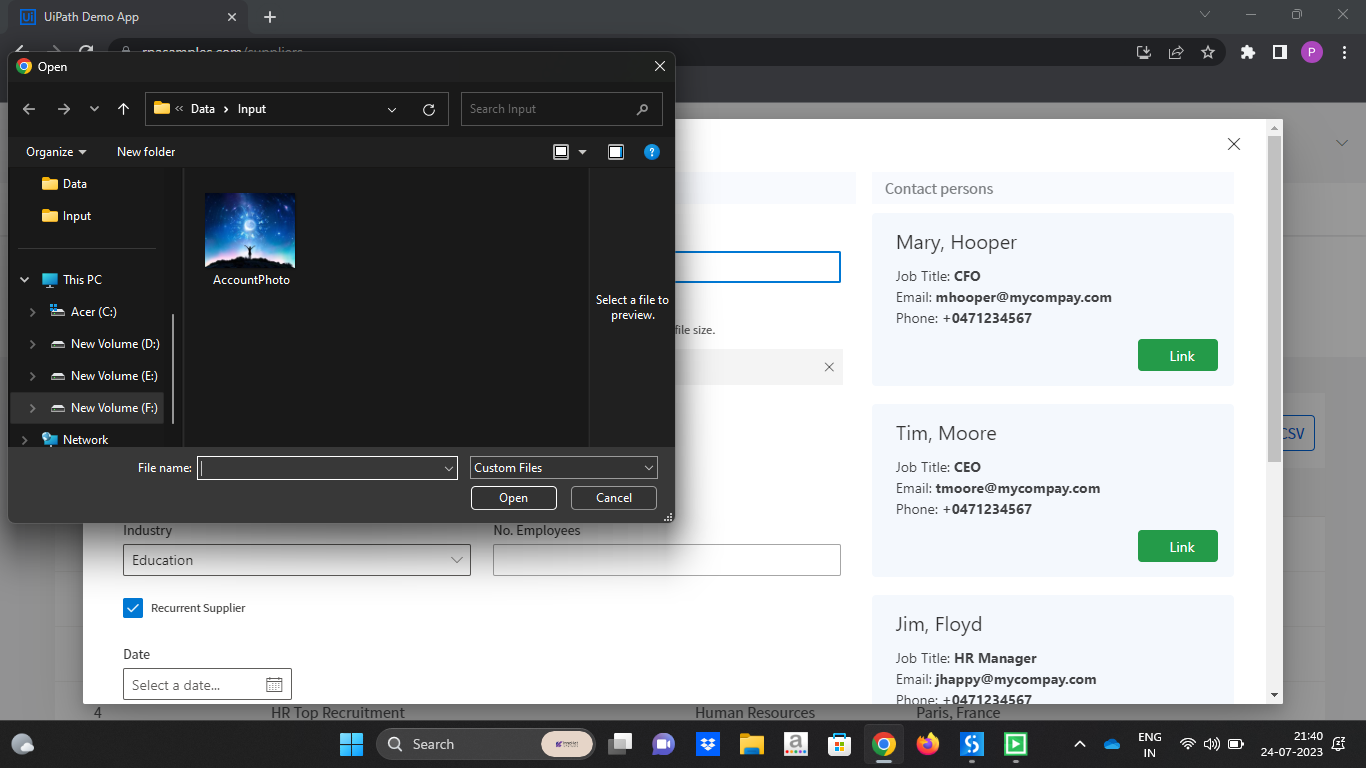 UiPath Demo App
rpasamples.com/suppliers
P
Open
Data
Input
Search Input
Organize
New folder
?
Data
Input
This PC
Acer (C:)
New Volume (D:)
New Volume (E:)
New Volume (F:)
Network
AccountPhoto
Select a file to
preview.
File name:
Custom Files
Open
Cancel
file size.
Industry
Education
No. Employees
Recurrent Supplier
Date
Select a date...
Contact persons
Mary, Hooper
Job Title: CFO
Email: mhooper@mycompay.com
Phone: +0471234567
Link
Tim, Moore
Job Title: CEO
Email: tmoore@mycompay.com
Phone: +0471234567
Link
Jim, Floyd
Job Title: HR Manager
Email: jhappy@mycompay.com
Phone: +0471234567
CSV
4 HR Top Recruitment Human Resources Paris, France
Search
ENG
IN
21:40
24-07-2023